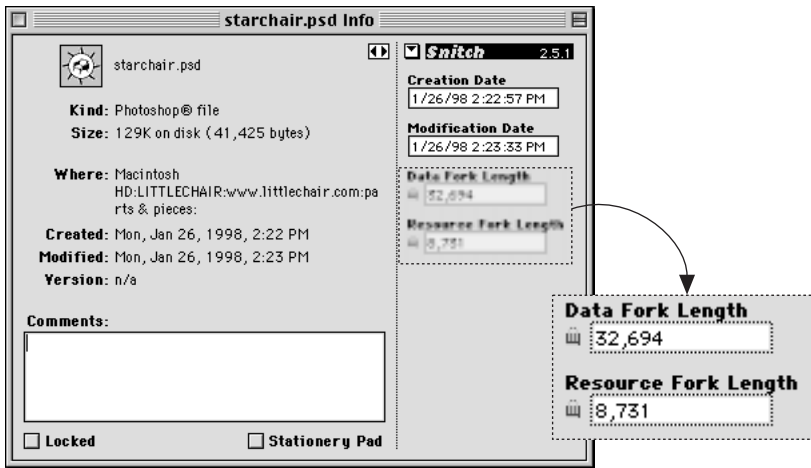 starchair.psd Info
starchair.psd
Kind: Photoshop® file
Size: 129K on disk (41,425 bytes)
Where: Macintosh
HD:LITTLECHAIR:www.littlechair.com:pa
rts & pieces:
Created: Mon, Jan 26, 1998, 2:22 PM
Modified: Mon, Jan 26, 1998, 2:23 PM
Version: n/a
Comments:
Locked
Stationery Pad
Snitch 2.5.1
Creation Date
1/26/98 2:22:57 PM
Modification Date
1/26/98 2:23:33 PM
Data Fork Length
32,694
Resource Fork Length
8,731
Data Fork Length
32,694
Resource Fork Length
8,731